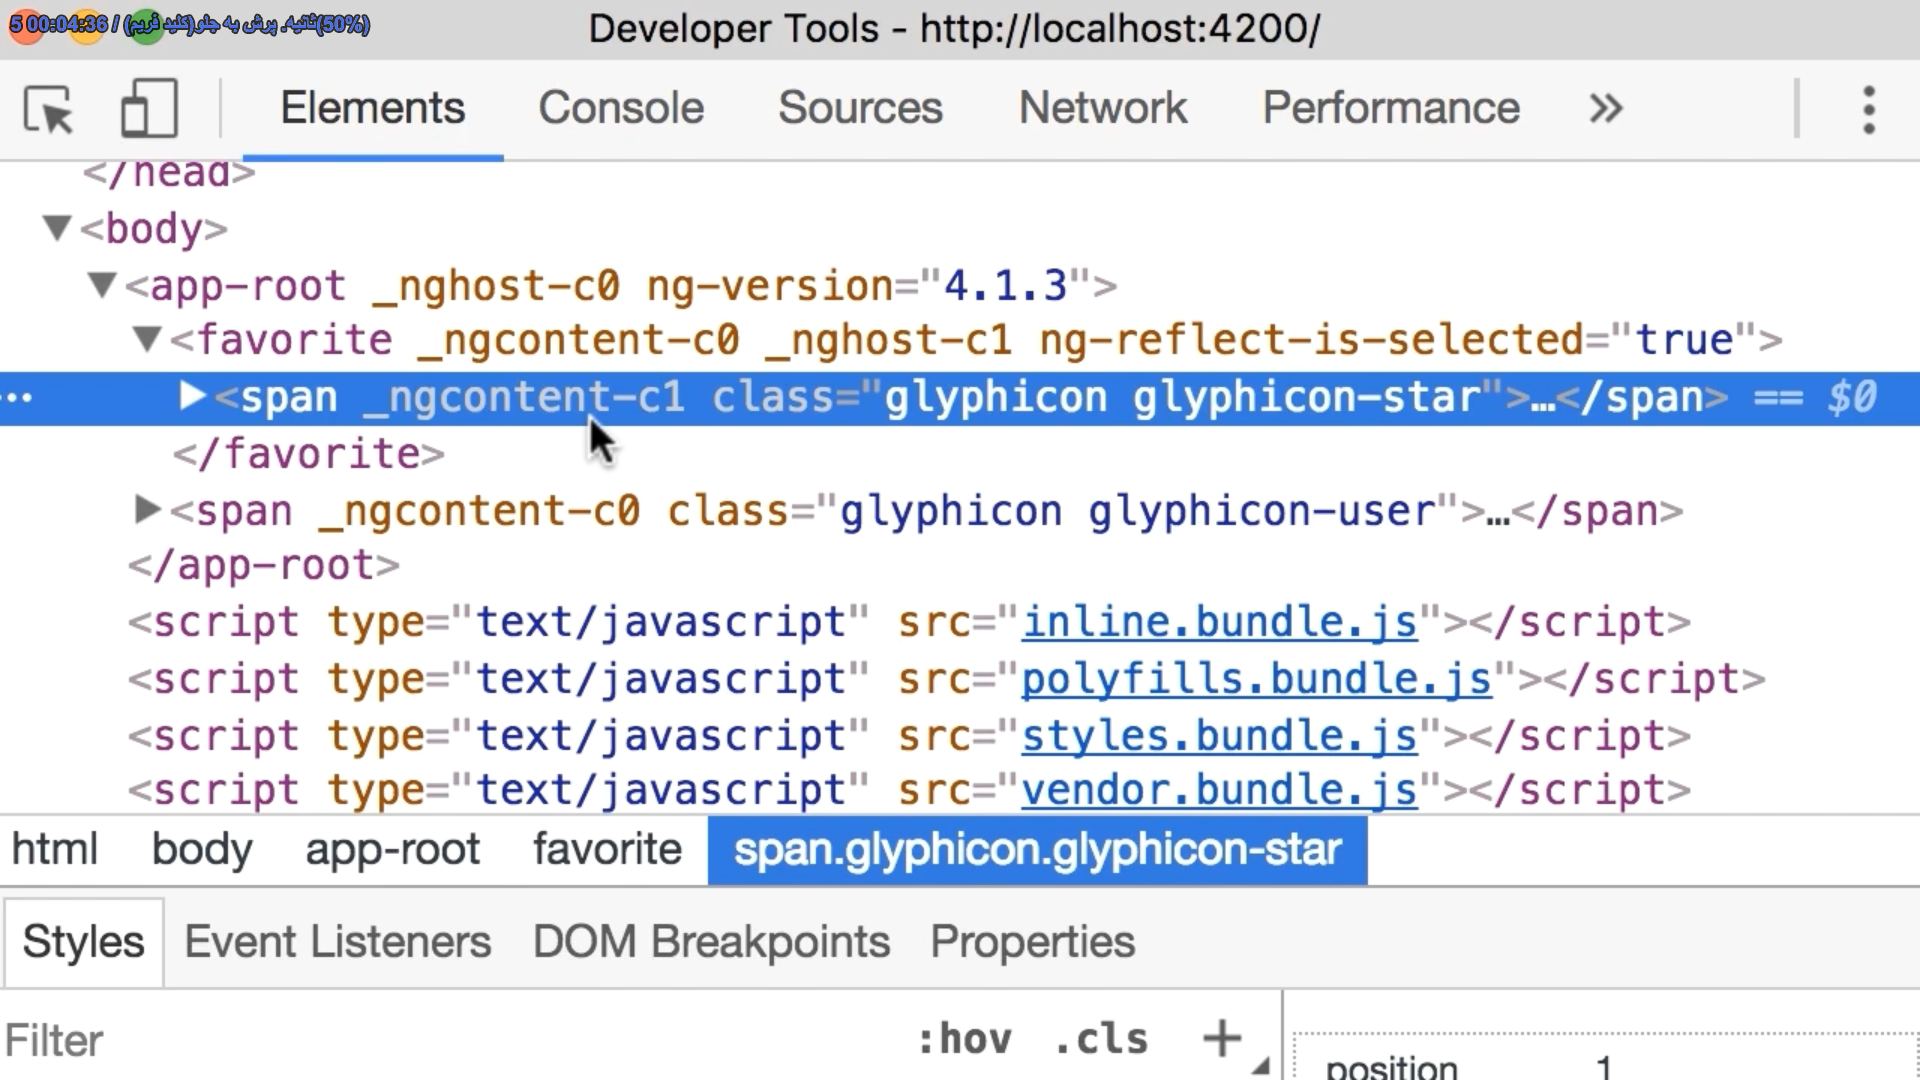 5 ثانیه. پرش به جلو(کلید فریم) / 00:04:36 (50%)
Developer Tools - http://localhost:4200/
Elements Console Sources Network Performance »
</head>
▼<body>
▼<app-root _nghost-c0 ng-version="4.1.3">
▼<favorite _ngcontent-c0 _nghost-c1 ng-reflect-is-selected="true">
… ▶<span _ngcontent-c1 class="glyphicon glyphicon-star">…</span> == $0
</favorite>
▶<span _ngcontent-c0 class="glyphicon glyphicon-user">…</span>
</app-root>
<script type="text/javascript" src="inline.bundle.js"></script>
<script type="text/javascript" src="polyfills.bundle.js"></script>
<script type="text/javascript" src="styles.bundle.js"></script>
<script type="text/javascript" src="vendor.bundle.js"></script>
html body app-root favorite span.glyphicon.glyphicon-star
Styles Event Listeners DOM Breakpoints Properties
Filter :hov .cls +
position 1